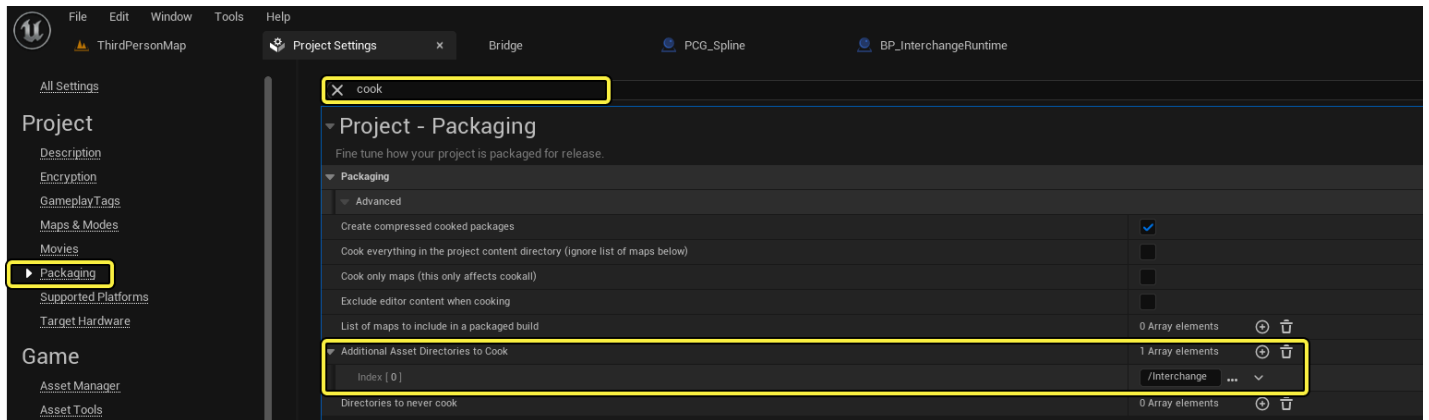 File Edit Window Tools Help
ThirdPersonMap Project Settings × Bridge PCG_Spline BP_InterchangeRuntime
All Settings
Project
Description
Encryption
GameplayTags
Maps & Modes
Movies
Packaging
Supported Platforms
Target Hardware
Game
Asset Manager
Asset Tools
cook
Project - Packaging
Fine tune how your project is packaged for release.
Packaging
Advanced
Create compressed cooked packages
Cook everything in the project content directory (ignore list of maps below)
Cook only maps (this only affects cookall)
Exclude editor content when cooking
List of maps to include in a packaged build 0 Array elements
Additional Asset Directories to Cook 1 Array elements
Index [ 0 ] /Interchange ...
Directories to never cook 0 Array elements